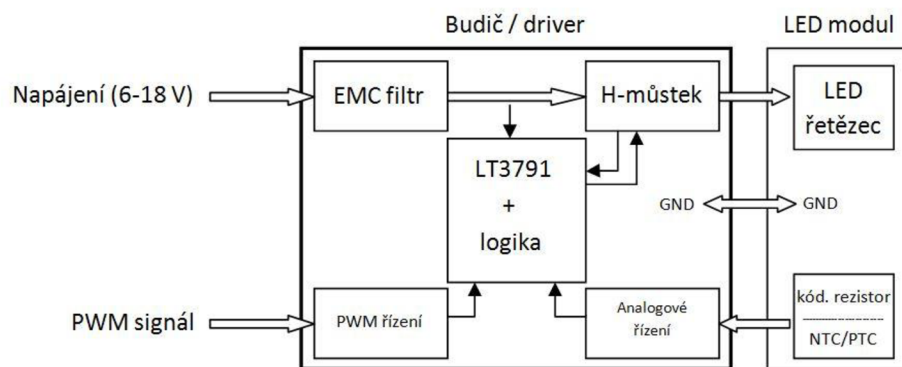 Budič / driver
LED modul
Napájení (6-18 V)
EMC filtr
H-můstek
LED
řetězec
LT3791
+
logika
GND
GND
PWM signál
PWM řízení
Analogové
řízení
kód. rezistor
NTC/PTC